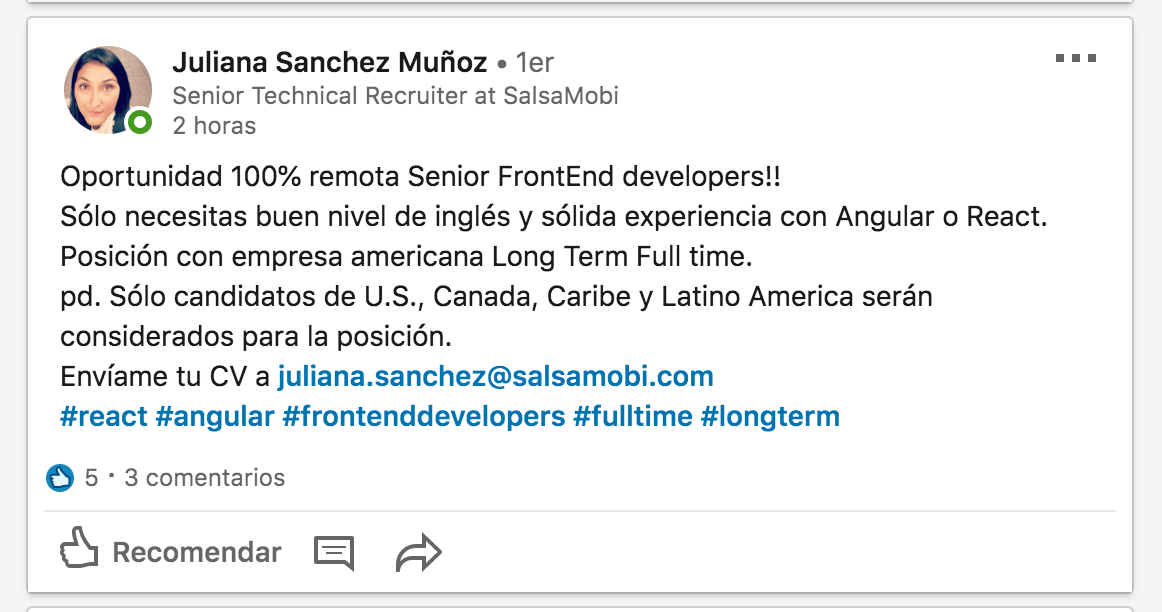 Juliana Sanchez Muñoz • 1er
Senior Technical Recruiter at SalsaMobi
2 horas
Oportunidad 100% remota Senior FrontEnd developers!!
Sólo necesitas buen nivel de inglés y sólida experiencia con Angular o React.
Posición con empresa americana Long Term Full time.
pd. Sólo candidatos de U.S., Canada, Caribe y Latino America serán
considerados para la posición.
Envíame tu CV a juliana.sanchez@salsamobi.com
#react #angular #frontenddevelopers #fulltime #longterm
5 · 3 comentarios
Recomendar